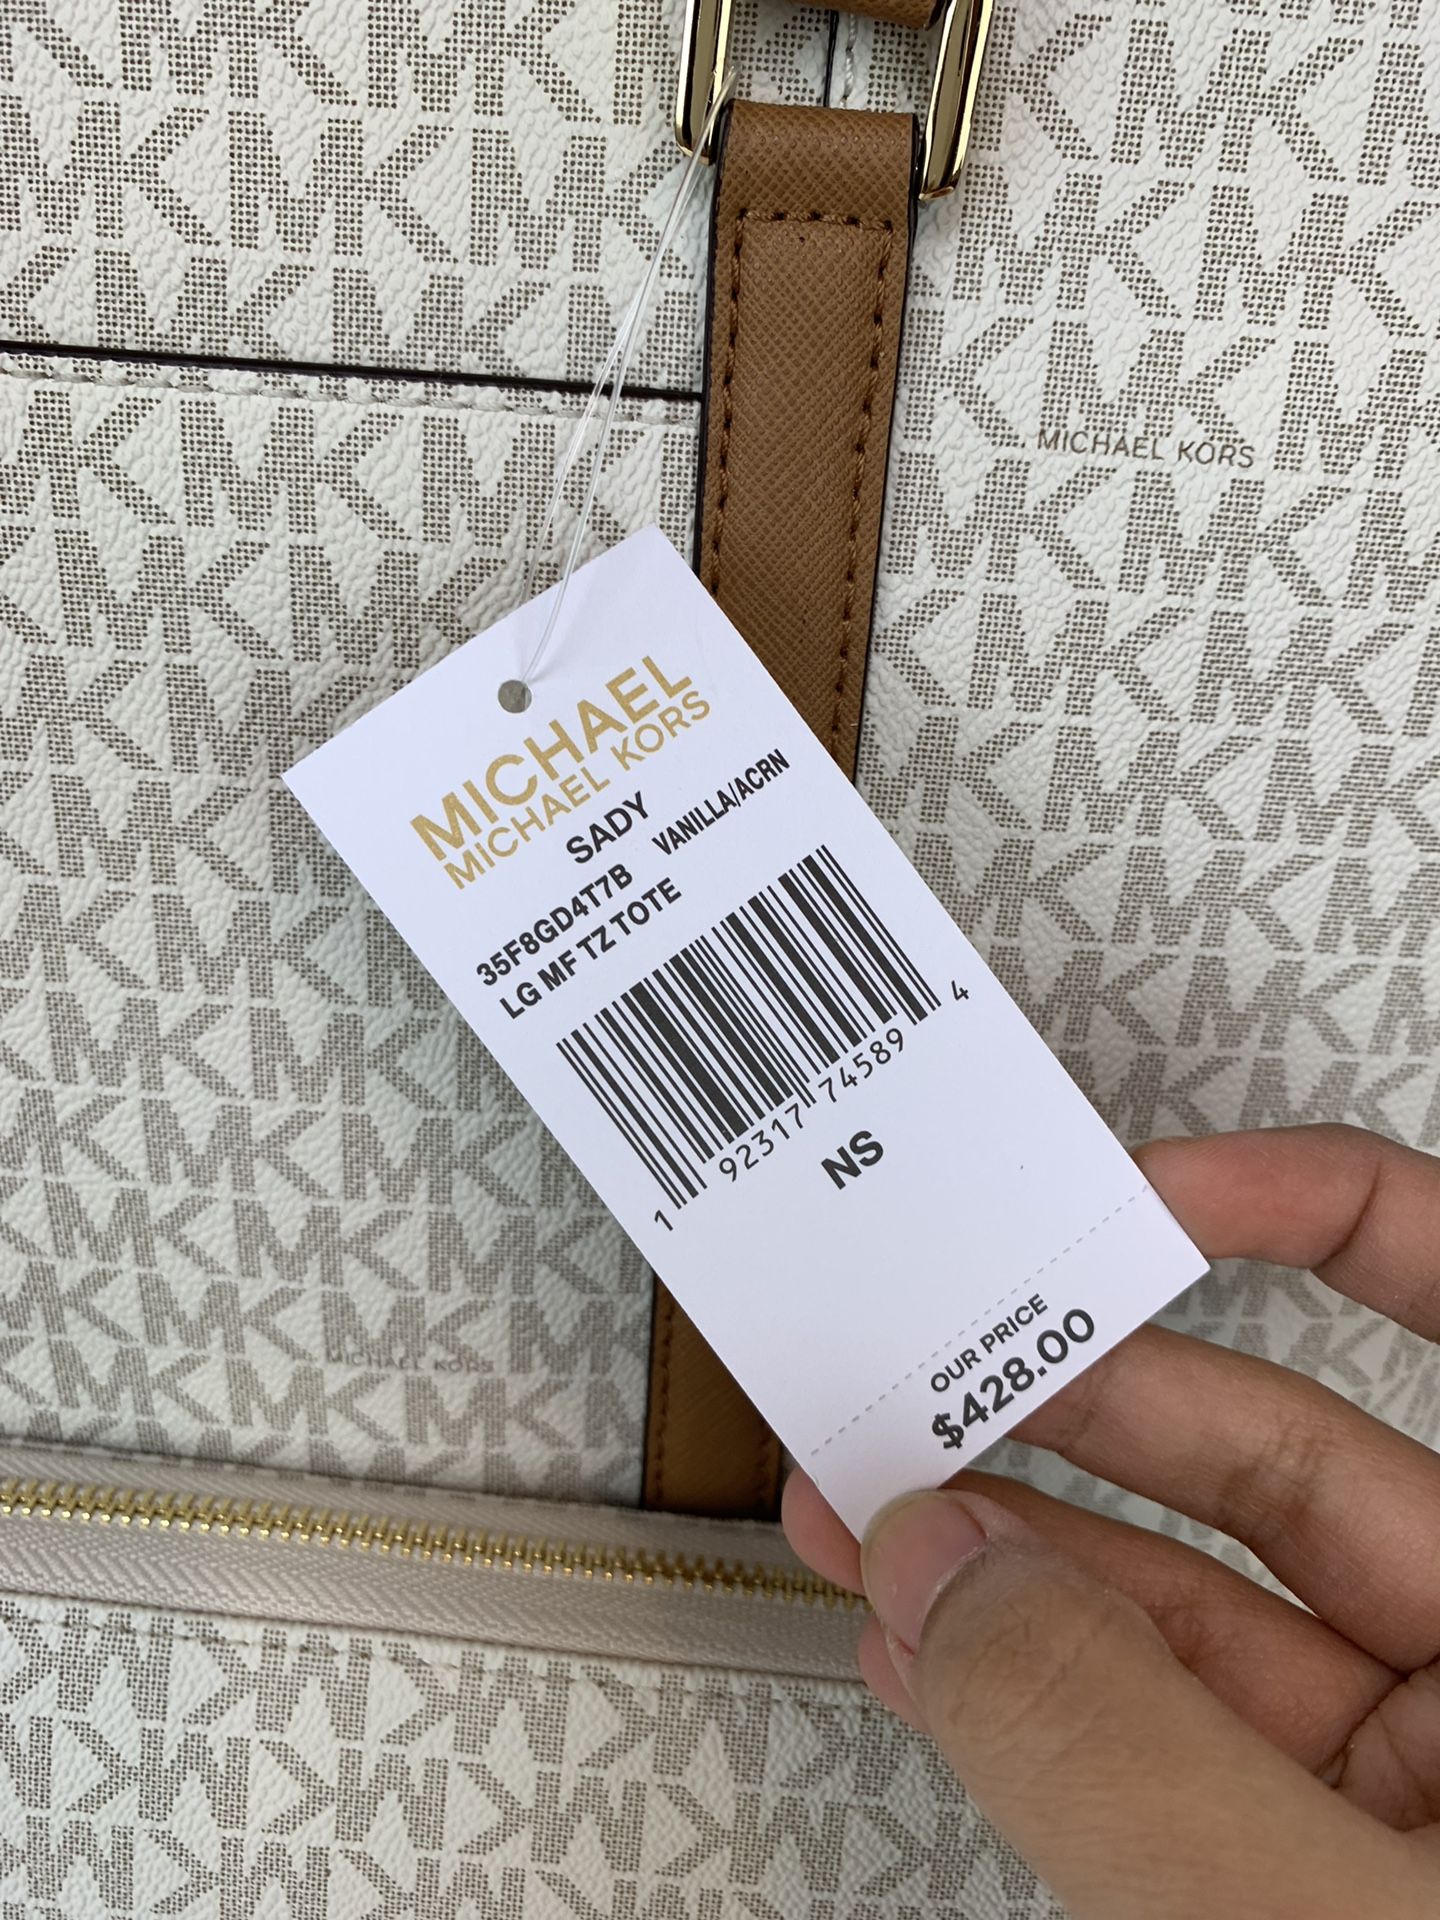 MICHAEL KORS
MICHAEL
MICHAEL KORS
SADY
35F8GD4T7B VANILLA/ACRN
LG MF TZ TOTE
1 92317 74589 4
NS
OUR PRICE
$428.00
MICHAEL KORS